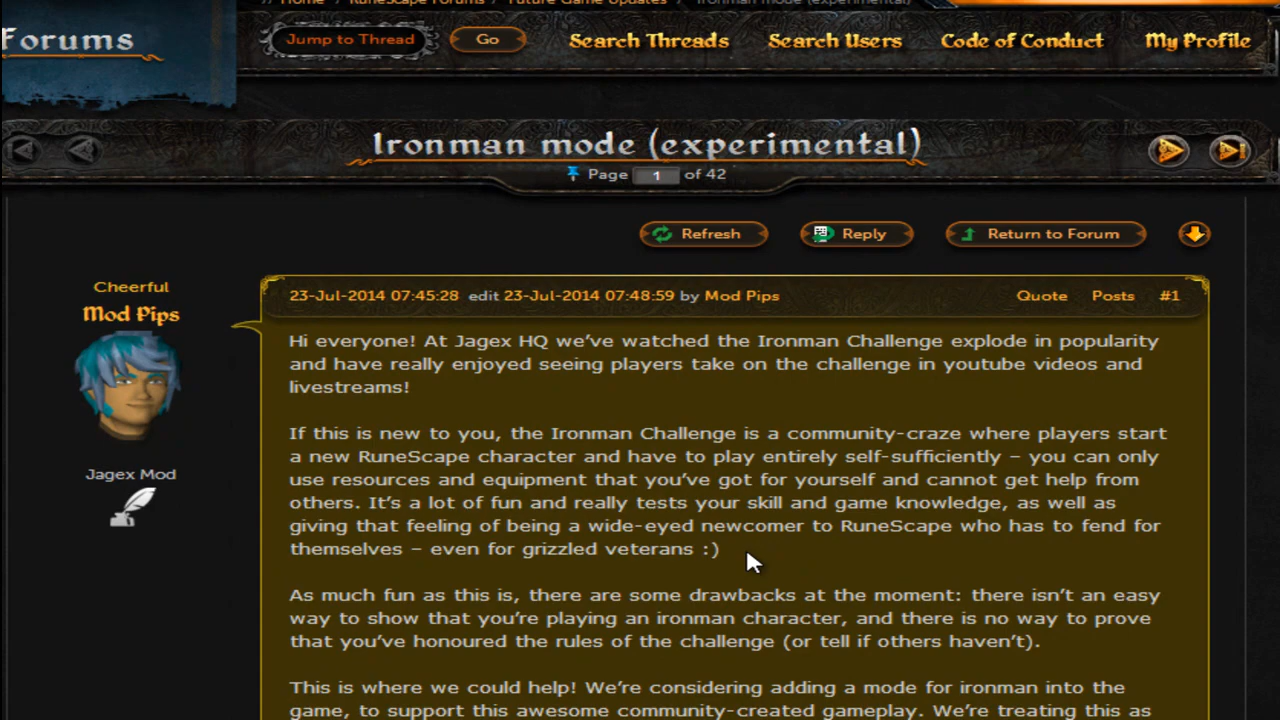 // Home / RuneScape Forums / Future Game Updates / Ironman mode (experimental)
Forums
Jump to Thread
Go
Search Threads
Search Users
Code of Conduct
My Profile
Ironman mode (experimental)
Page 1 of 42
Refresh
Reply
Return to Forum
Cheerful
Mod Pips
Jagex Mod
23-Jul-2014 07:45:28 edit 23-Jul-2014 07:48:59 by Mod Pips
Quote
Posts
#1
Hi everyone! At Jagex HQ we’ve watched the Ironman Challenge explode in popularity
and have really enjoyed seeing players take on the challenge in youtube videos and
livestreams!
If this is new to you, the Ironman Challenge is a community-craze where players start
a new RuneScape character and have to play entirely self-sufficiently – you can only
use resources and equipment that you’ve got for yourself and cannot get help from
others. It’s a lot of fun and really tests your skill and game knowledge, as well as
giving that feeling of being a wide-eyed newcomer to RuneScape who has to fend for
themselves – even for grizzled veterans :)
As much fun as this is, there are some drawbacks at the moment: there isn’t an easy
way to show that you’re playing an ironman character, and there is no way to prove
that you’ve honoured the rules of the challenge (or tell if others haven’t).
This is where we could help! We’re considering adding a mode for ironman into the
game, to support this awesome community-created gameplay. We’re treating this as